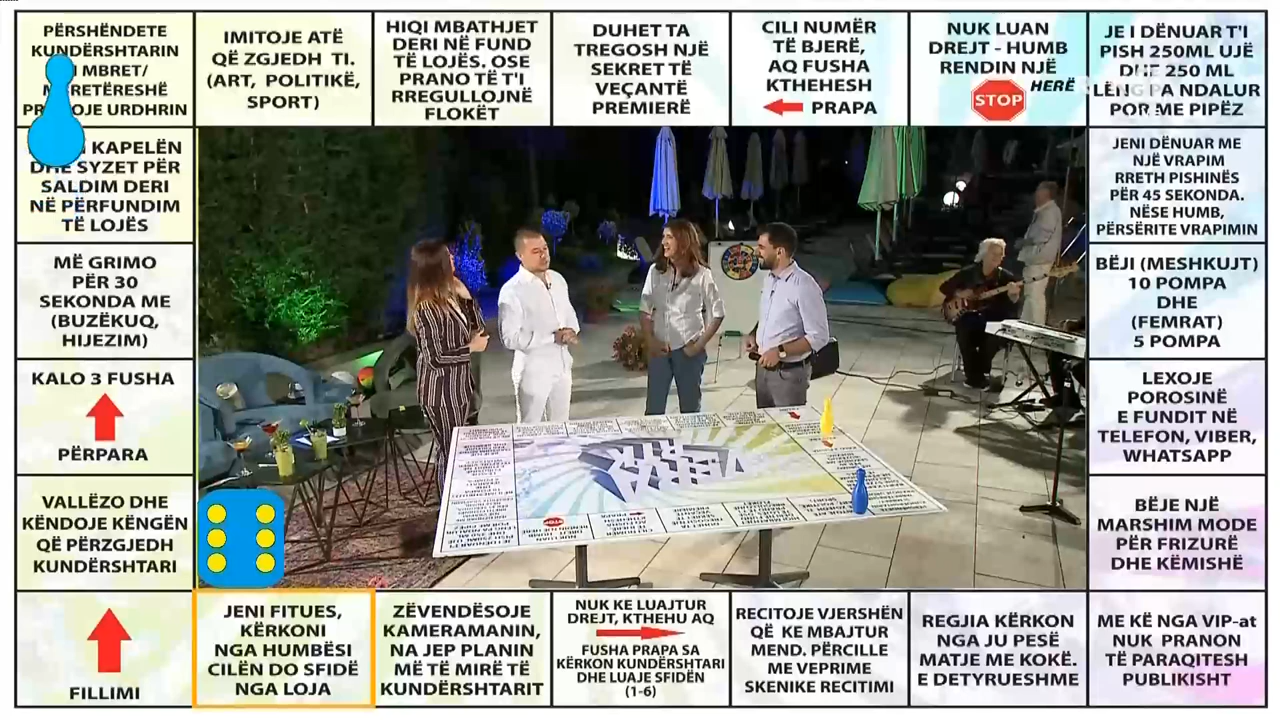 PËRSHËNDETE
KUNDËRSHTARIN
MBRET/
URDHRIN
IMITOJE ATË
QË ZGJEDH TI.
(ART, POLITIKË,
SPORT)
HIQI MBATHJET
DERI NË FUND
TË LOJËS. OSE
PRANO TË T'I
RREGULLOJNË
FLOKËT
DUHET TA
TREGOSH NJË
SEKRET TË
VEÇANTË
PREMIERË
CILI NUMËR
TË BJERË,
AQ FUSHA
KTHEHESH
PRAPA
NUK LUAN
DREJT - HUMB
RENDIN NJË
HERË
STOP
JE I DËNUAR T'I
PISH 250ML UJË
DHE 250 ML
LËNG PA NDALUR
POR ME PIPËZ
KAPELËN
DHE SYZET PËR
SALDIM DERI
NË PËRFUNDIM
TË LOJËS
JENI DËNUAR ME
NJË VRAPIM
RRETH PISHINËS
PËR 45 SEKONDA.
NËSE HUMB,
PËRSËRITE VRAPIMIN
MË GRIMO
PËR 30
SEKONDA ME
(BUZËKUQ,
HIJEZIM)
BËJI (MESHKUJT)
10 POMPA
DHE
(FEMRAT)
5 POMPA
KALO 3 FUSHA
PËRPARA
LEXOJE
POROSINË
E FUNDIT NË
TELEFON, VIBER,
WHATSAPP
VALLËZO DHE
KËNDOJE KËNGËN
QË PËRZGJEDH
KUNDËRSHTARI
BËJE NJË
MARSHIM MODE
PËR FRIZURË
DHE KËMISHË
FILLIMI
JENI FITUES,
KËRKONI
NGA HUMBËSI
CILËN DO SFIDË
NGA LOJA
ZËVENDËSOJE
KAMERAMANIN,
NA JEP PLANIN
MË TË MIRË TË
KUNDËRSHTARIT
NUK KE LUAJTUR
DREJT, KTHEHU AQ
FUSHA PRAPA SA
KËRKON KUNDËRSHTARI
DHE LUAJE SFIDËN
(1-6)
RECITOJE VJERSHËN
QË KE MBAJTUR
MEND. PËRCILLE
ME VEPRIME
SKENIKE RECITIMI
REGJIA KËRKON
NGA JU PESË
MATJE ME KOKË.
E DETYRUESHME
ME KË NGA VIP-at
NUK PRANON
TË PARAQITESH
PUBLIKISHT